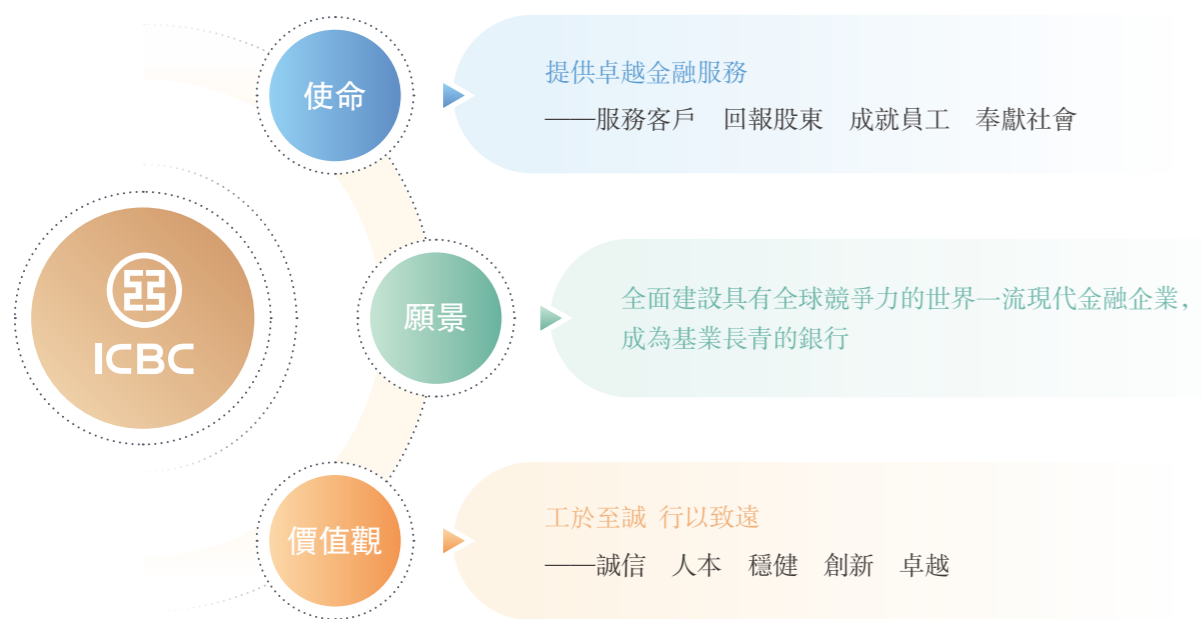 使命
提供卓越金融服務
——服務客戶 回報股東 成就員工 奉獻社會
ICBC
願景
全面建設具有全球競爭力的世界一流現代金融企業，
成為基業長青的銀行
價值觀
工於至誠 行以致遠
——誠信 人本 穩健 創新 卓越